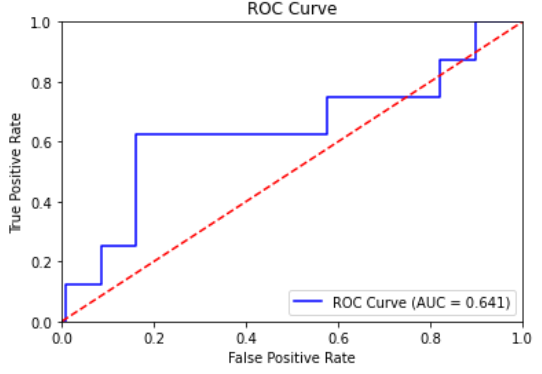 ROC Curve
1.0
0.8
0.6
0.4
0.2
0.0
True Positive Rate
ROC Curve (AUC = 0.641)
0.0 0.2 0.4 0.6 0.8 1.0
False Positive Rate